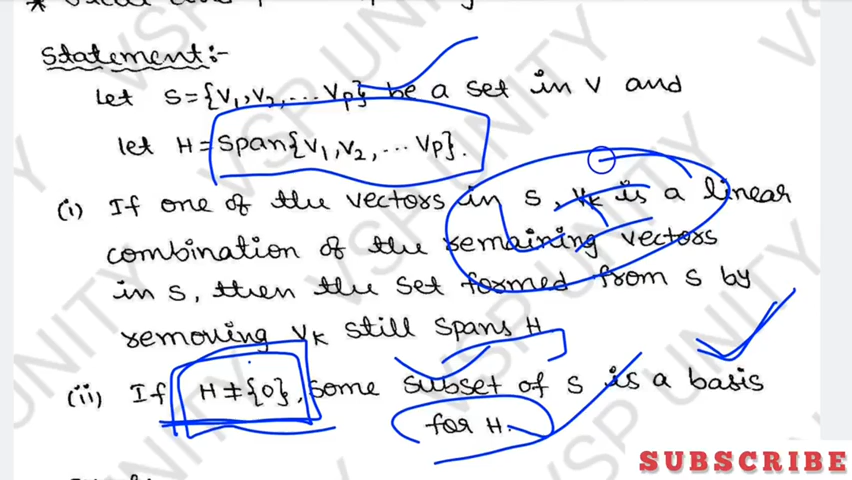 Statement:-
let S={V1,V2,...Vp} be a set in V and
let H=Span{V1,V2,...Vp}.
(i) If one of the vectors in S, VK is a linear
combination of the remaining vectors
in S, then the set formed from S by
removing VK still spans H
(ii) If H≠{0}, some subset of S is a basis
for H.
SUBSCRIBE
VSP UNITY